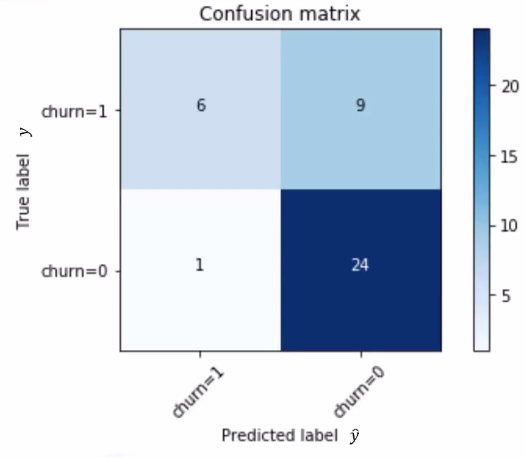 Confusion matrix
churn=1
6
9
20
15
True label y
10
churn=0
1
24
5
churn=1
churn=0
Predicted label ŷ